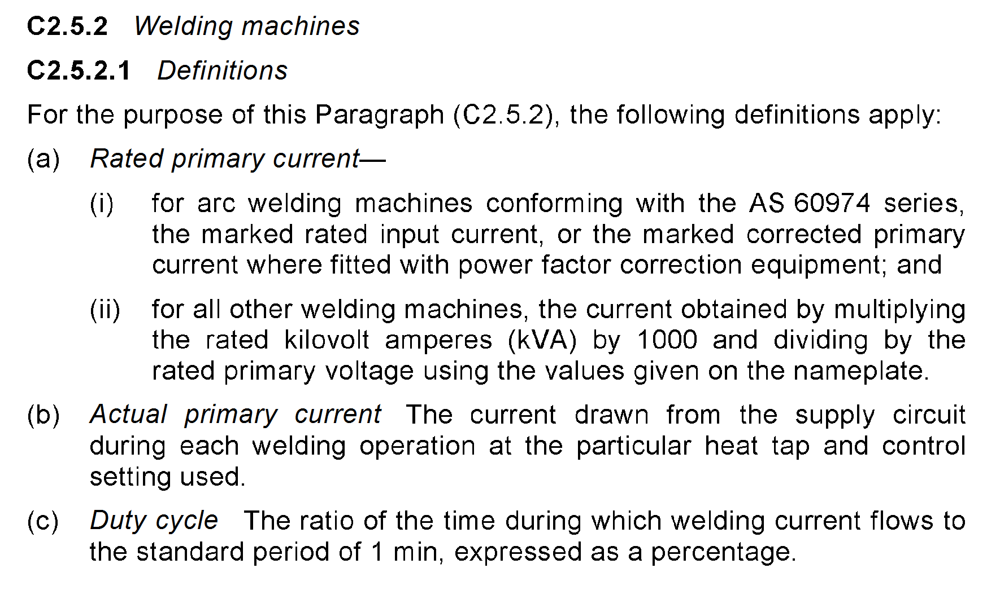 C2.5.2 Welding machines
C2.5.2.1 Definitions
For the purpose of this Paragraph (C2.5.2), the following definitions apply:
(a) Rated primary current—
(i) for arc welding machines conforming with the AS 60974 series,
the marked rated input current, or the marked corrected primary
current where fitted with power factor correction equipment; and
(ii) for all other welding machines, the current obtained by multiplying
the rated kilovolt amperes (kVA) by 1000 and dividing by the
rated primary voltage using the values given on the nameplate.
(b) Actual primary current The current drawn from the supply circuit
during each welding operation at the particular heat tap and control
setting used.
(c) Duty cycle The ratio of the time during which welding current flows to
the standard period of 1 min, expressed as a percentage.